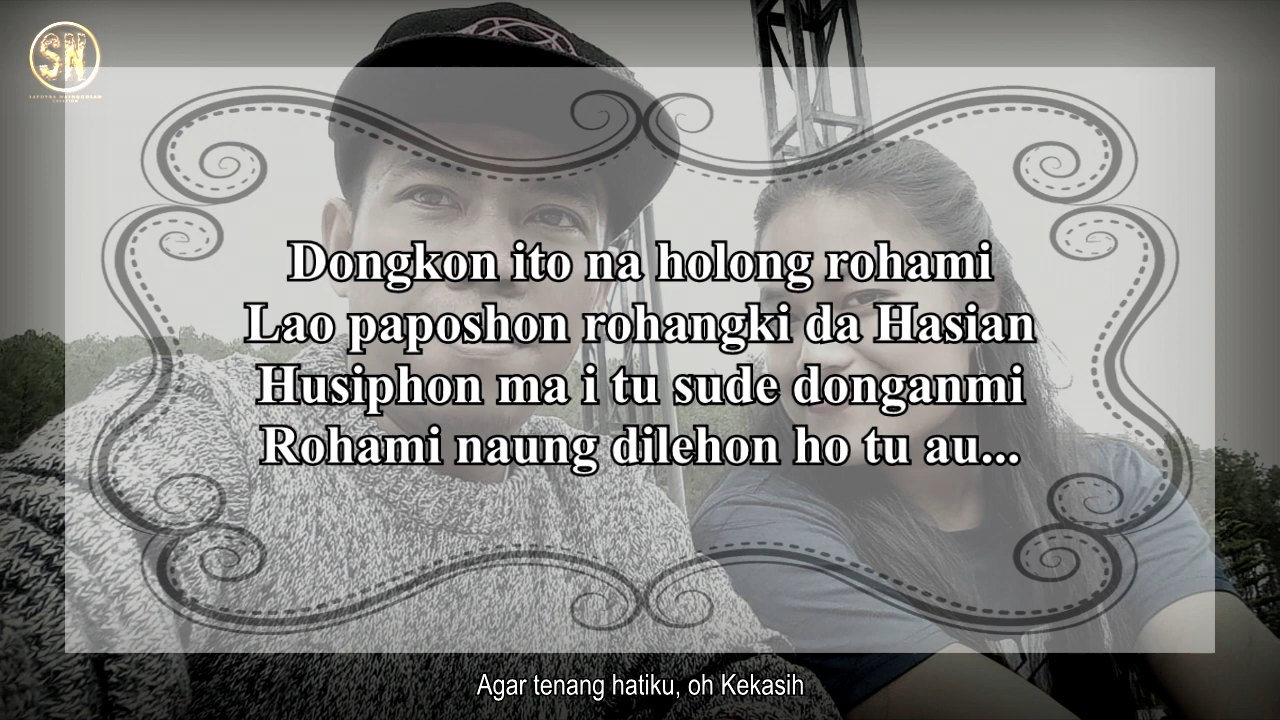 SN
Dongkon ito na holong rohami
Lao paposhon rohangki da Hasian
Husiphon ma i tu sude donganmi
Rohami naung dilehon ho tu au...
Agar tenang hatiku, oh Kekasih